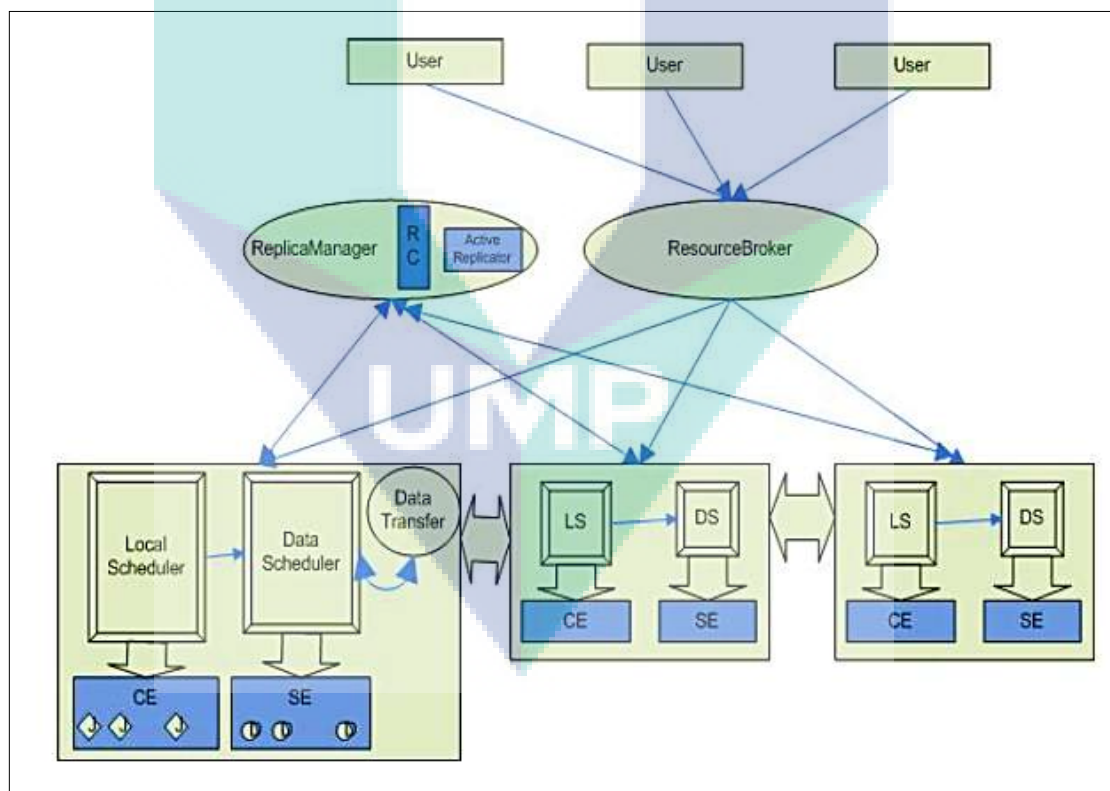 User
User
User
ReplicaManager
R
C
Active
Replicator
ResourceBroker
UMP
Local
Scheduler
Data
Scheduler
Data
Transfer
LS
DS
LS
DS
CE
SE
CE
SE
CE
J
J
J
SE
D
D
D